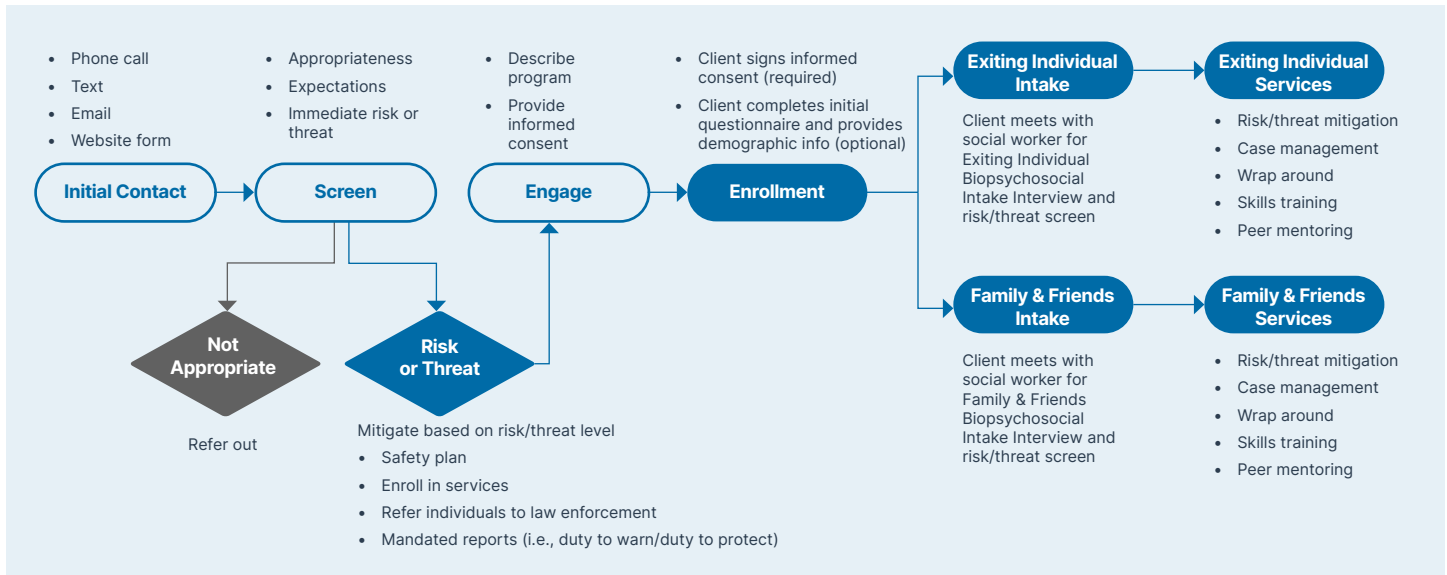 • Phone call
• Text
• Email
• Website form
Initial Contact
• Appropriateness
• Expectations
• Immediate risk or
threat
Screen
• Describe
program
• Provide
informed
consent
Engage
• Client signs informed
consent (required)
• Client completes initial
questionnaire and provides
demographic info (optional)
Enrollment
Not
Appropriate
Refer out
Risk
or Threat
Mitigate based on risk/threat level
• Safety plan
• Enroll in services
• Refer individuals to law enforcement
• Mandated reports (i.e., duty to warn/duty to protect)
Exiting Individual
Intake
Client meets with
social worker for
Exiting Individual
Biopsychosocial
Intake Interview and
risk/threat screen
Exiting Individual
Services
• Risk/threat mitigation
• Case management
• Wrap around
• Skills training
• Peer mentoring
Family & Friends
Intake
Client meets with
social worker for
Family & Friends
Biopsychosocial
Intake Interview and
risk/threat screen
Family & Friends
Services
• Risk/threat mitigation
• Case management
• Wrap around
• Skills training
• Peer mentoring